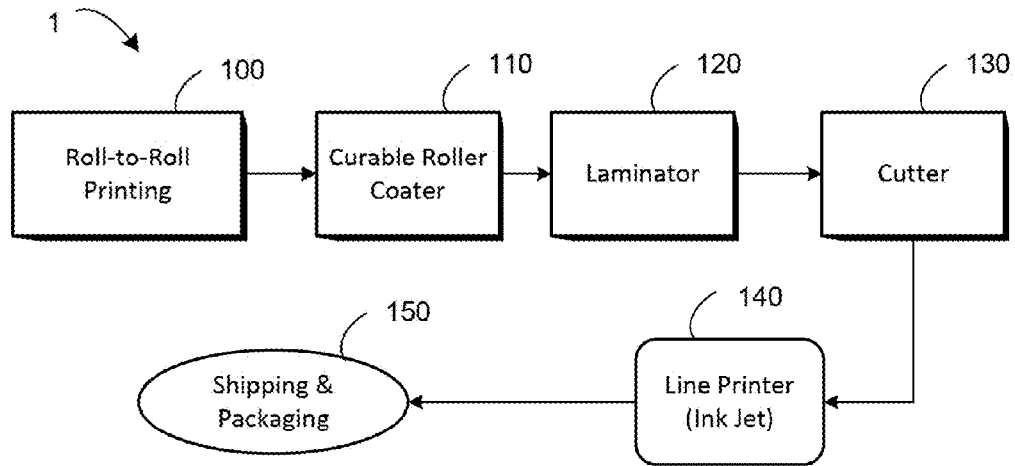 1
100
110
120
130
Roll-to-Roll
Printing
Curable Roller
Coater
Laminator
Cutter
150
140
Shipping &
Packaging
Line Printer
(Ink Jet)